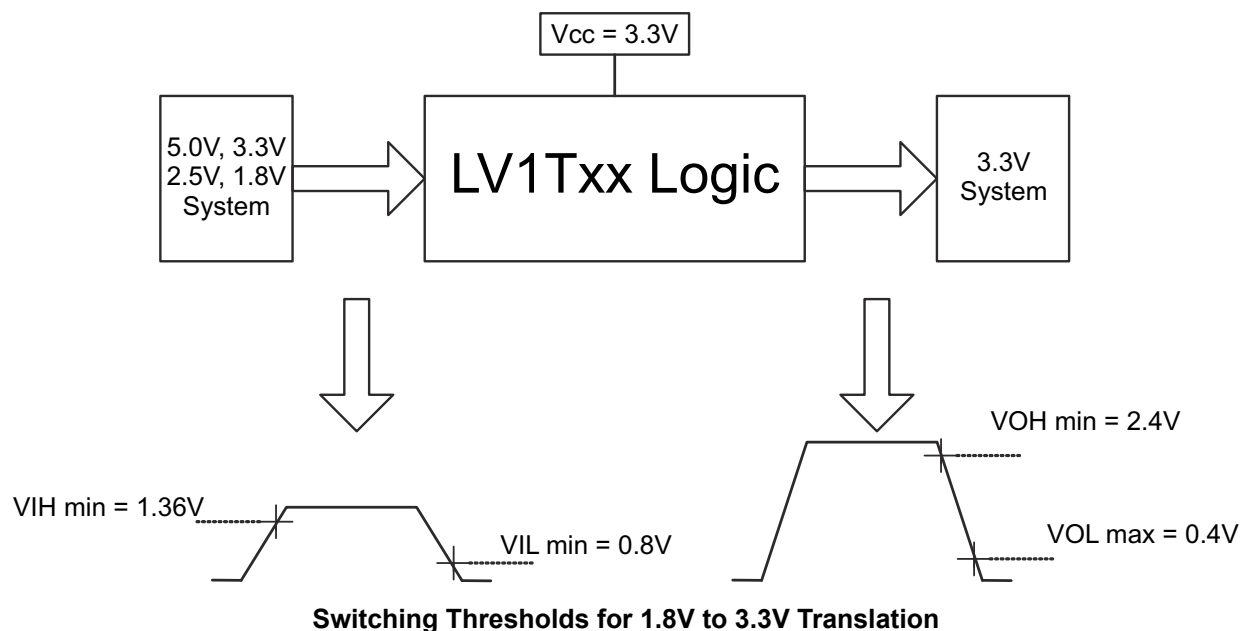 Vcc = 3.3V
5.0V, 3.3V
2.5V, 1.8V
System
LV1Txx Logic
3.3V
System
VOH min = 2.4V
VIH min = 1.36V
VIL min = 0.8V
VOL max = 0.4V
Switching Thresholds for 1.8V to 3.3V Translation